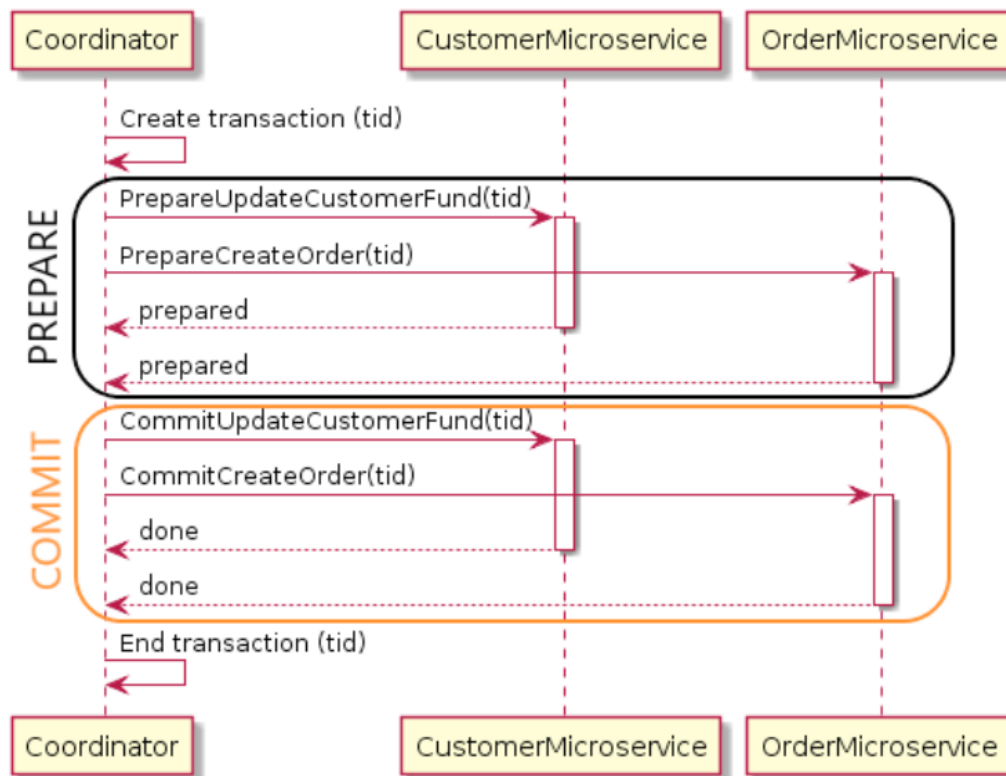 Coordinator
CustomerMicroservice
OrderMicroservice
Create transaction (tid)
PREPARE
PrepareUpdateCustomerFund(tid)
PrepareCreateOrder(tid)
prepared
prepared
COMMIT
CommitUpdateCustomerFund(tid)
CommitCreateOrder(tid)
done
done
End transaction (tid)
Coordinator
CustomerMicroservice
OrderMicroservice